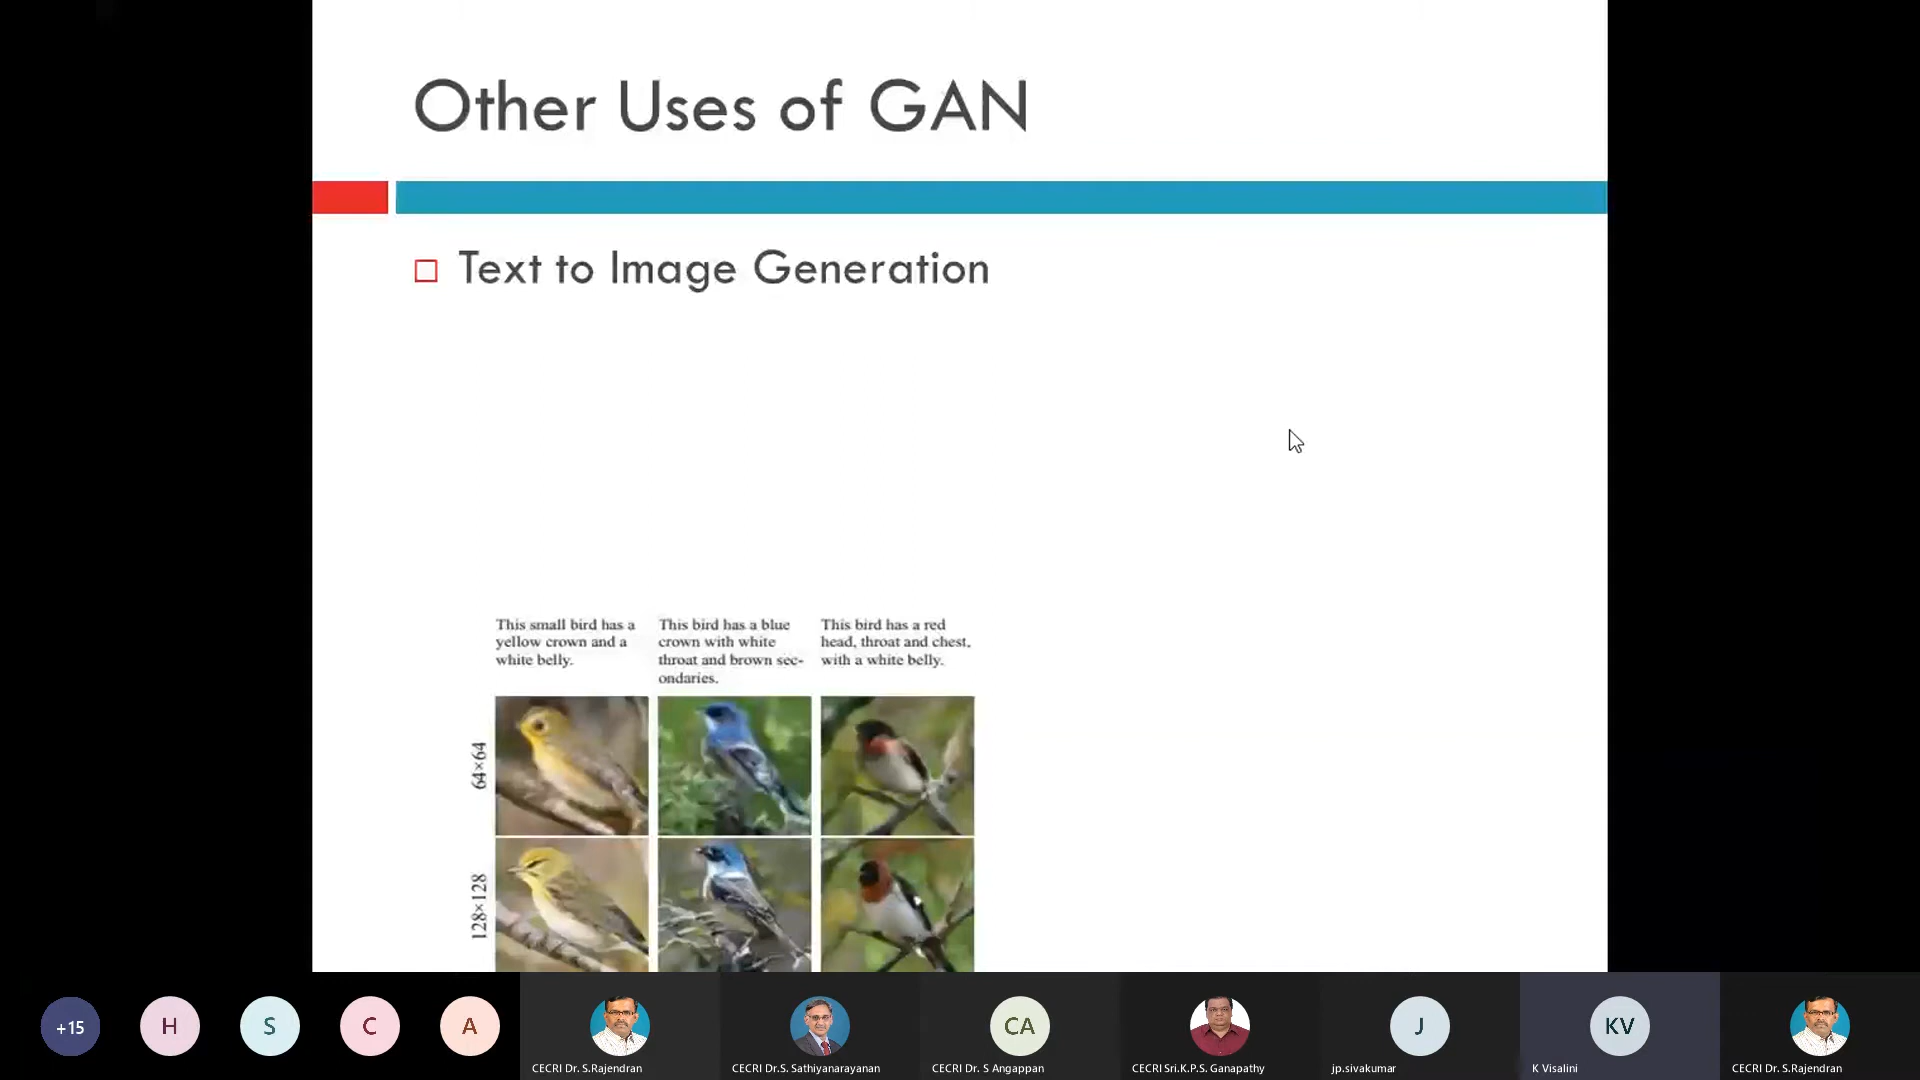 Other Uses of GAN
Text to Image Generation
This small bird has a
yellow crown and a
white belly.
This bird has a blue
crown with white
throat and brown sec-
ondaries.
This bird has a red
head, throat and chest,
with a white belly.
64×64
128×128
+15
H
S
C
A
CA
J
KV
CECRI Dr. S.Rajendran
CECRI Dr.S. Sathiyanarayanan
CECRI Dr. S Angappan
CECRI Sri.K.P.S. Ganapathy
jp.sivakumar
K Visalini
CECRI Dr. S.Rajendran